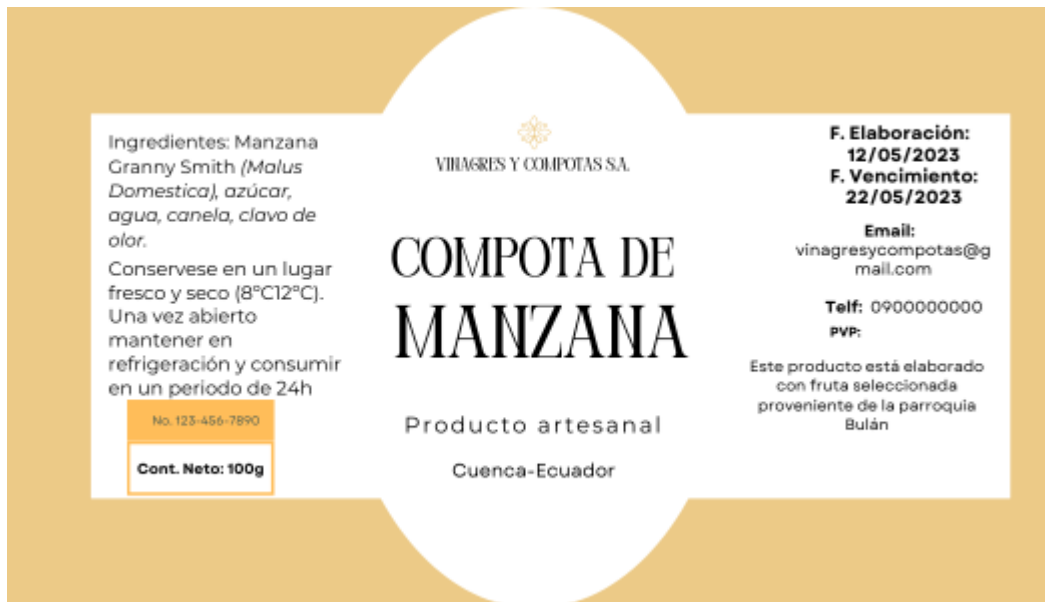 Ingredientes: Manzana
Granny Smith (Malus
Domestica), azúcar,
agua, canela, clavo de
olor.
Conservese en un lugar
fresco y seco (8ºC12ºC).
Una vez abierto
mantener en
refrigeración y consumir
en un periodo de 24h
No. 123-456-7890
Cont. Neto: 100g
VINAGRES Y COMPOTAS S.A.
COMPOTA DE
MANZANA
Producto artesanal
Cuenca-Ecuador
F. Elaboración:
12/05/2023
F. Vencimiento:
22/05/2023
Email:
vinagresycompotas@g
mail.com
Telf: 0900000000
PVP:
Este producto está elaborado
con fruta seleccionada
proveniente de la parroquia
Bulán